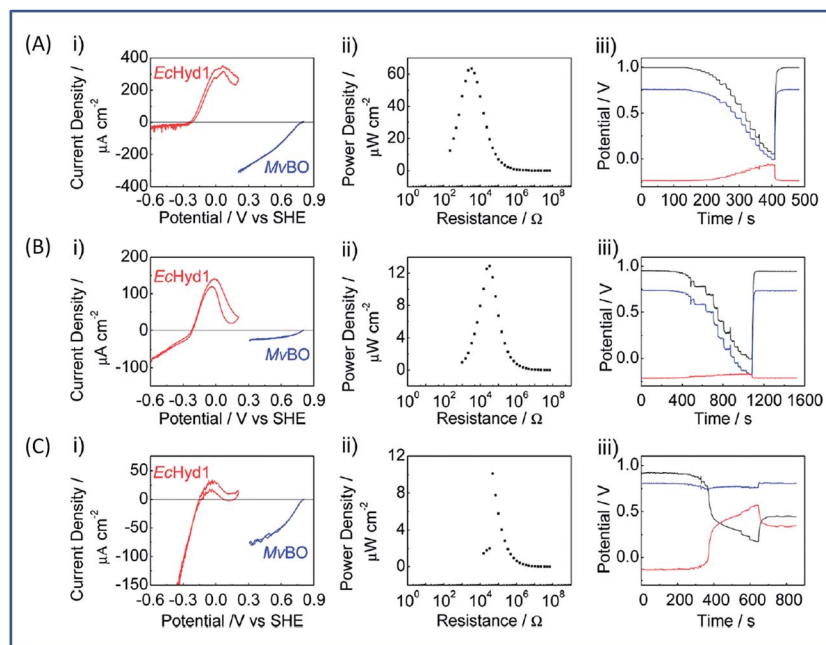 (A) i) ii) iii)
Current Density / µA cm⁻²
400
200
0
-200
400
EcHyd1
MvBO
-0.6 -0.3 0.0 0.3 0.6 0.9
Potential / V vs SHE
Power Density / µW cm⁻²
60
40
20
0
10⁰ 10² 10⁴ 10⁶ 10⁸
Resistance / Ω
Potential / V
1.0
0.5
0.0
0 100 200 300 400 500
Time / s
(B) i) ii) iii)
Current Density / µA cm⁻²
200
100
0
-100
EcHyd1
MvBO
-0.6 -0.3 0.0 0.3 0.6 0.9
Potential / V vs SHE
Power Density / µW cm⁻²
12
8
4
0
10⁰ 10² 10⁴ 10⁶ 10⁸
Resistance / Ω
Potential / V
1.0
0.5
0.0
0 400 800 1200 1600
Time / s
(C) i) ii) iii)
Current Density / µA cm⁻²
50
0
-50
-100
-150
EcHyd1
MvBO
-0.6 -0.3 0.0 0.3 0.6 0.9
Potential /V vs SHE
Power Density / µW cm⁻²
12
8
4
0
10⁰ 10² 10⁴ 10⁶ 10⁸
Resistance / Ω
Potential / V
1.0
0.5
0.0
0 200 400 600 800
Time / s